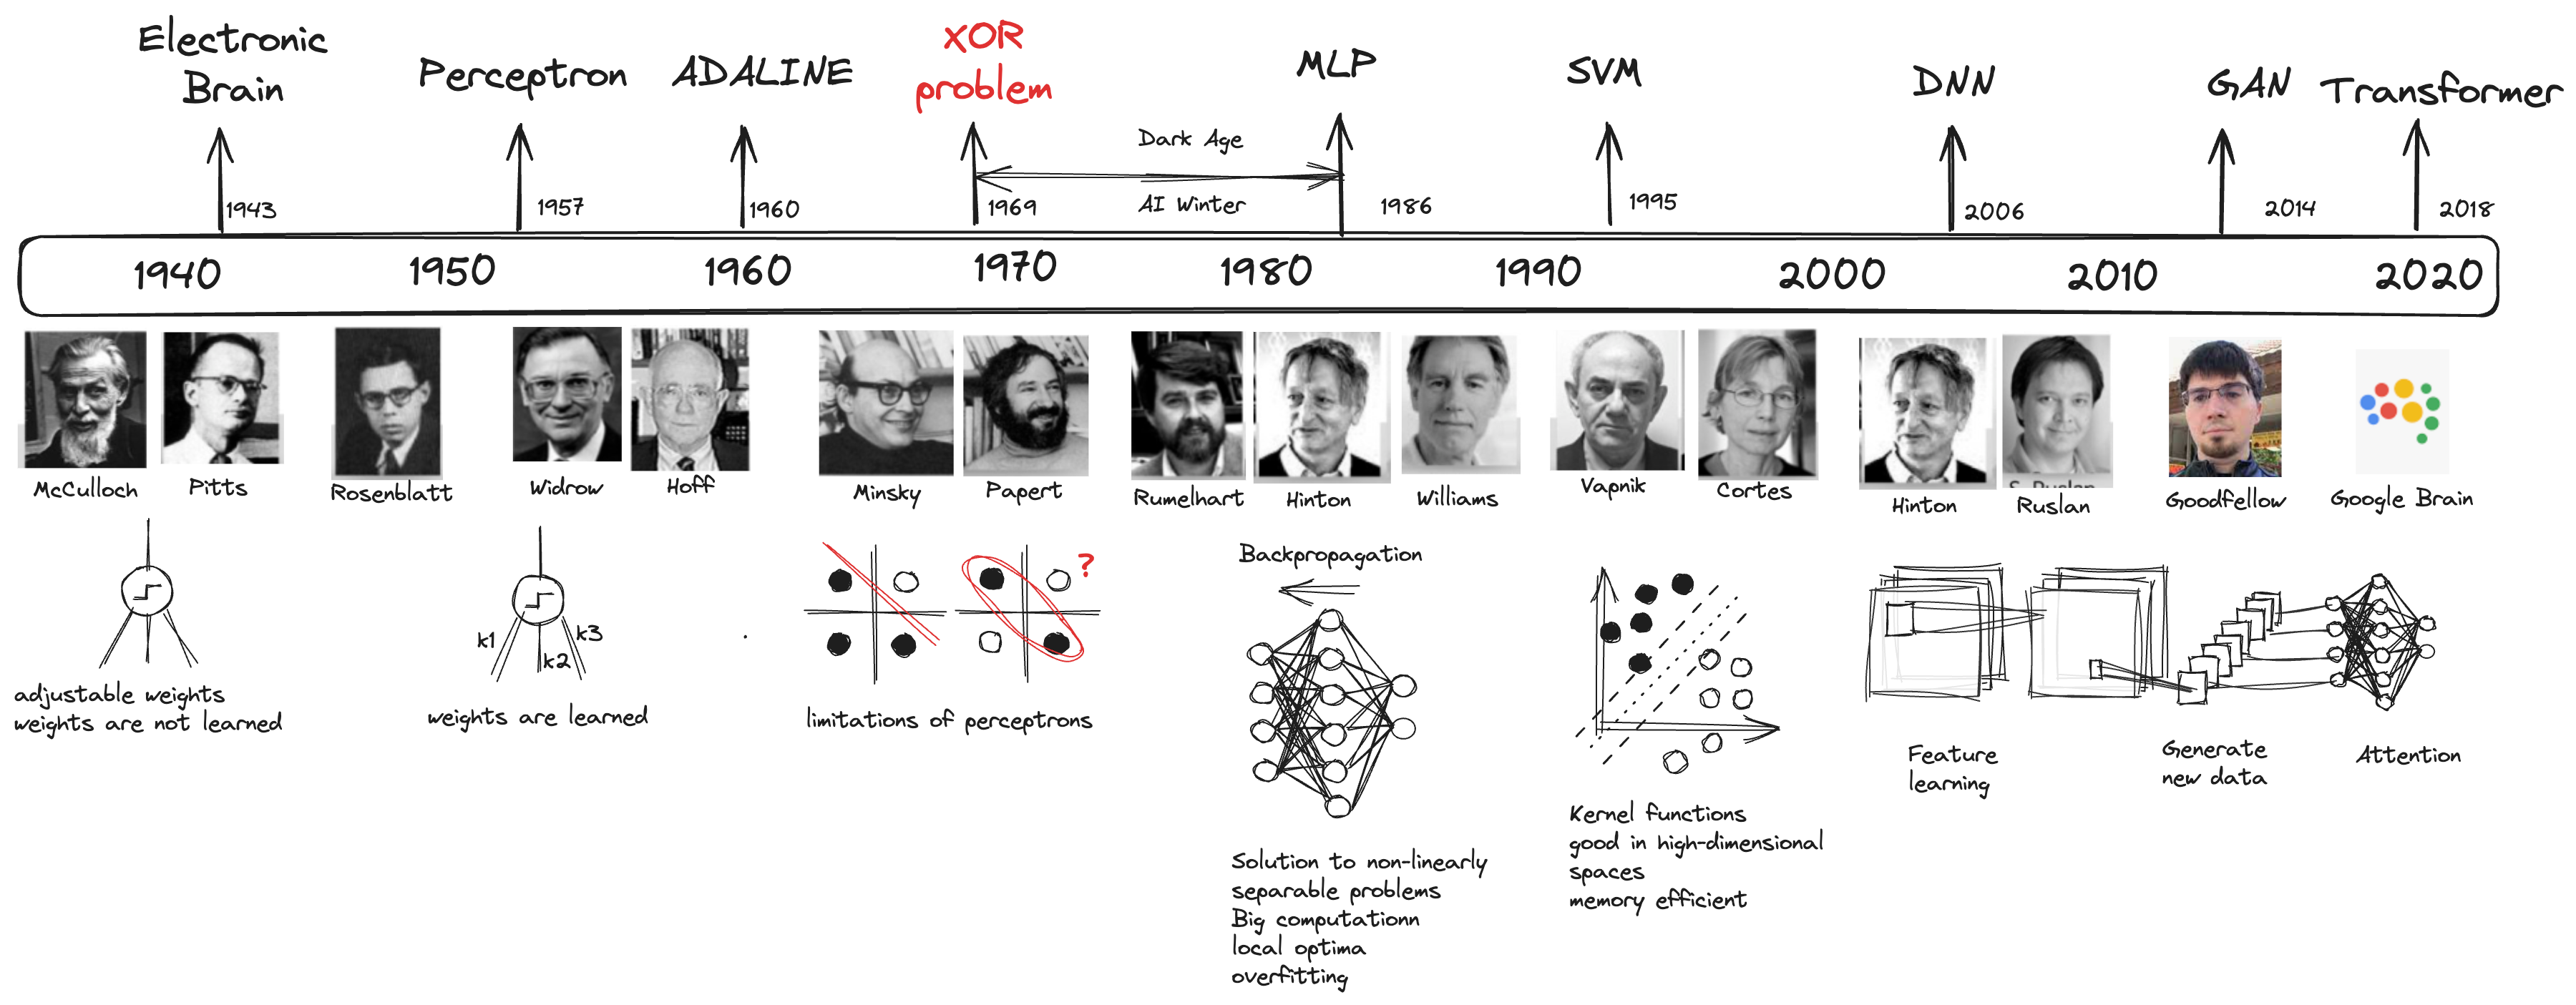 Electronic
Brain
Perceptron
ADALINE
XOR
problem
MLP
SVM
DNN
GAN
Transformer
Dark Age
AI Winter
1943
1957
1960
1969
1986
1995
2006
2014
2018
1940
1950
1960
1970
1980
1990
2000
2010
2020
McCulloch
Pitts
Rosenblatt
Widrow
Hoff
Minsky
Papert
Rumelhart
Hinton
Williams
Vapnik
Cortes
Hinton
Ruslan
Goodfellow
Google Brain
adjustable weights
weights are not learned
k1
k2
k3
weights are learned
?
limitations of perceptrons
Backpropagation
Solution to non-linearly
separable problems
Big computationn
local optima
overfitting
Kernel functions
good in high-dimensional
spaces
memory efficient
Feature
learning
Generate
new data
Attention